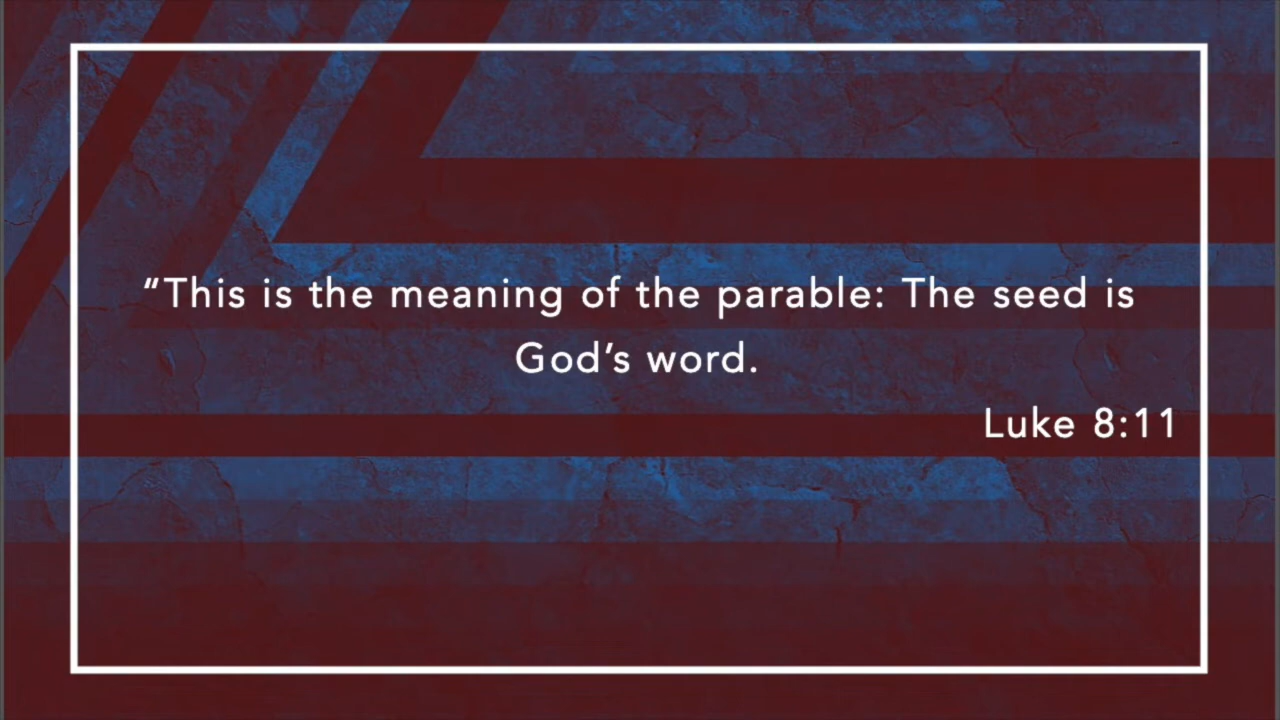 “This is the meaning of the parable: The seed is
God’s word.
Luke 8:11